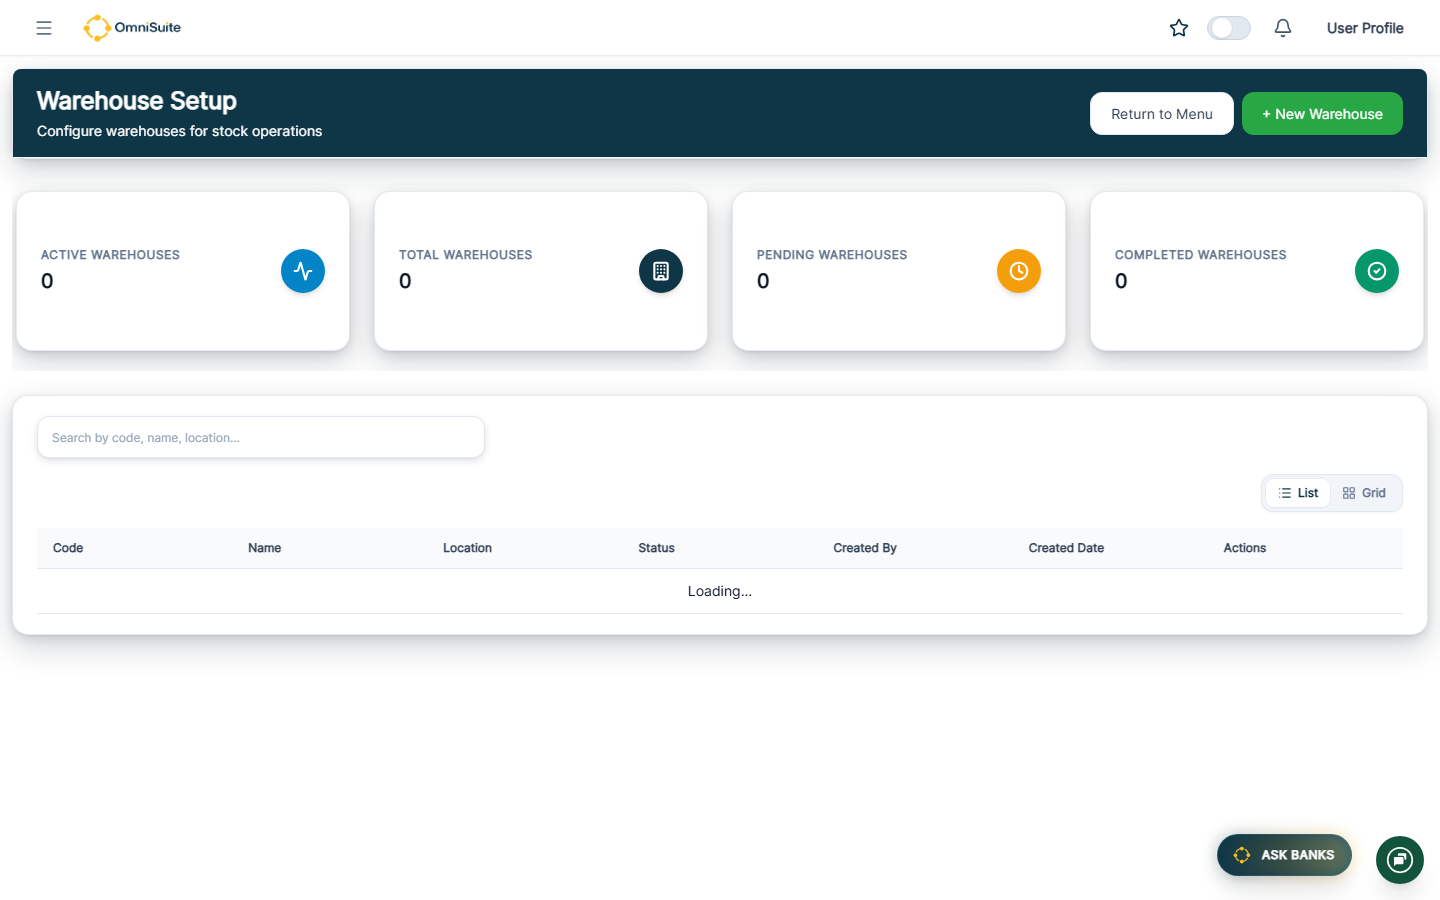 OmniSuite
User Profile
Warehouse Setup
Configure warehouses for stock operations
Return to Menu
+ New Warehouse
ACTIVE WAREHOUSES
0
TOTAL WAREHOUSES
0
PENDING WAREHOUSES
0
COMPLETED WAREHOUSES
0
Search by code, name, location...
List
Grid
Code Name Location Status Created By Created Date Actions
Loading...
ASK BANKS